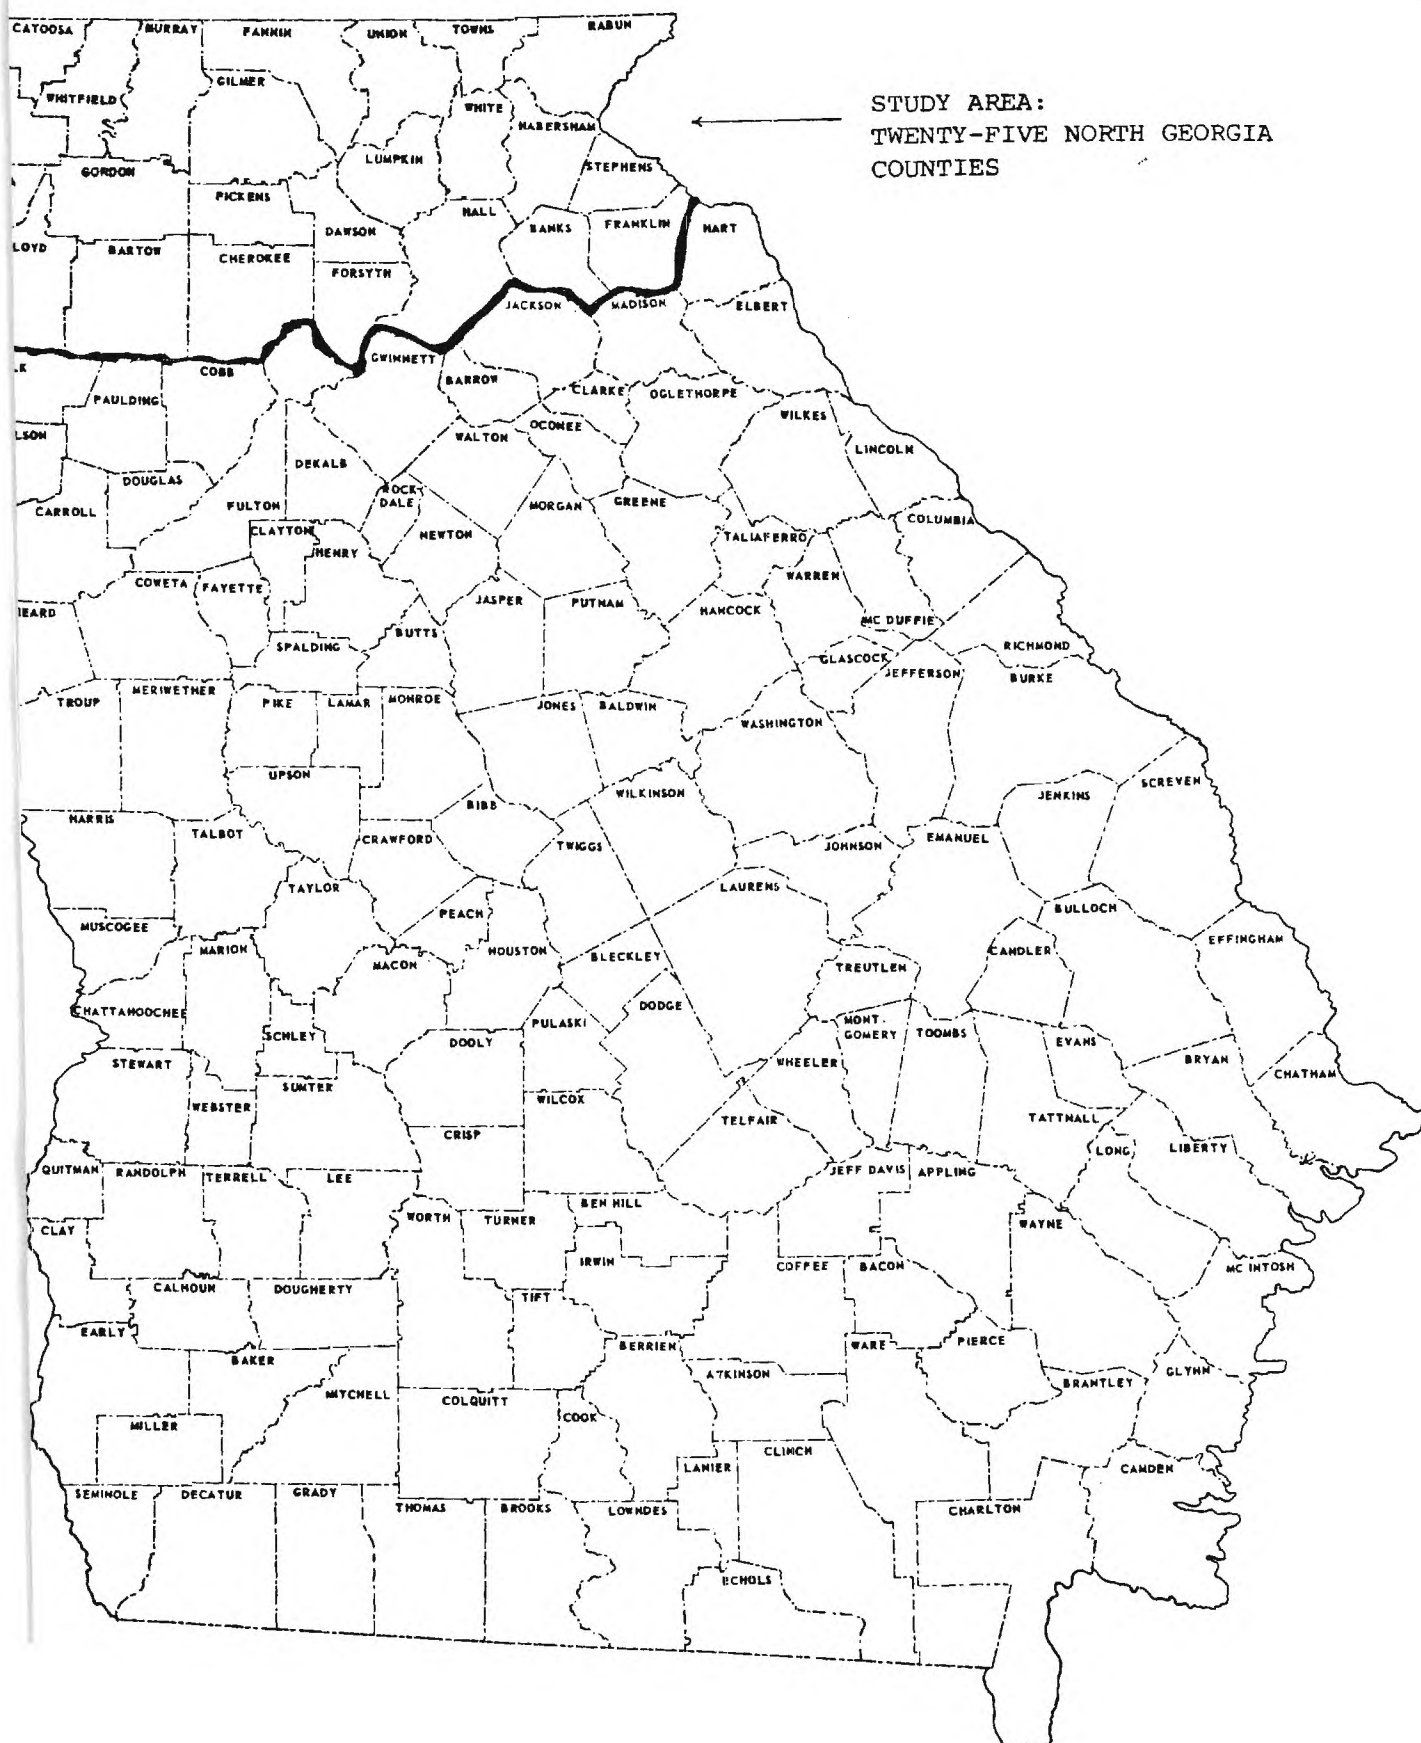 CATOOSA MURRAY FANNIN UNION TOWNS RABUN
GILMER
WHITFIELD WHITE
HABERSHAM
STUDY AREA:
TWENTY-FIVE NORTH GEORGIA
COUNTIES
LUMPKIN
STEPHENS
GORDON
PICKENS
HALL
DAWSON BANKS FRANKLIN HART
LOYD BARTOW CHEROKEE
FORSYTH
JACKSON MADISON ELBERT
GWINNETT
LK COBB
BARROW
PAULDING CLARKE OGLETHORPE
WILKES
OCONEE
LSON WALTON
LINCOLN
DEKALB
DOUGLAS
ROCK
DALE
CARROLL FULTON MORGAN GREENE
COLUMBIA
CLAYTON NEWTON TALIAFERRO
HENRY
WARREN
COWETA FAYETTE
JASPER PUTNAM HANCOCK
HEARD
MC DUFFIE
BUTTS
SPALDING RICHMOND
GLASCOCK
JEFFERSON BURKE
TROUP MERIWETHER PIKE LAMAR MONROE JONES BALDWIN
WASHINGTON
UPSON
SCREVEN
WILKINSON JENKINS
BIBB
HARRIS
TALBOT CRAWFORD TWIGGS JOHNSON EMANUEL
TAYLOR LAURENS
PEACH BULLOCH
MUSCOGEE
EFFINGHAM
MARION HOUSTON BLECKLEY CANDLER
MACON TREUTLEN
DODGE
CHATTAHOOCHEE
MONT.
GOMERY
PULASKI
SCHLEY DOOLY TOOMBS EVANS
STEWART WHEELER BRYAN
CHATHAM
SUMTER
WEBSTER WILCOX
TELFAIR TATTNALL
CRISP
LONG LIBERTY
QUITMAN RANDOLPH TERRELL LEE JEFF DAVIS APPLING
BEN HILL
WORTH TURNER WAYNE
CLAY
IRWIN COFFEE BACON MC INTOSH
CALHOUN DOUGHERTY
TIFT
EARLY
BERRIEN WARE PIERCE
BAKER
ATKINSON GLYNN
BRANTLEY
MITCHELL COLQUITT
COOK
MILLER
CLINCH
LANIER CAMDEN
SEMINOLE DECATUR GRADY
THOMAS BROOKS LOWNDES CHARLTON
ECHOLS